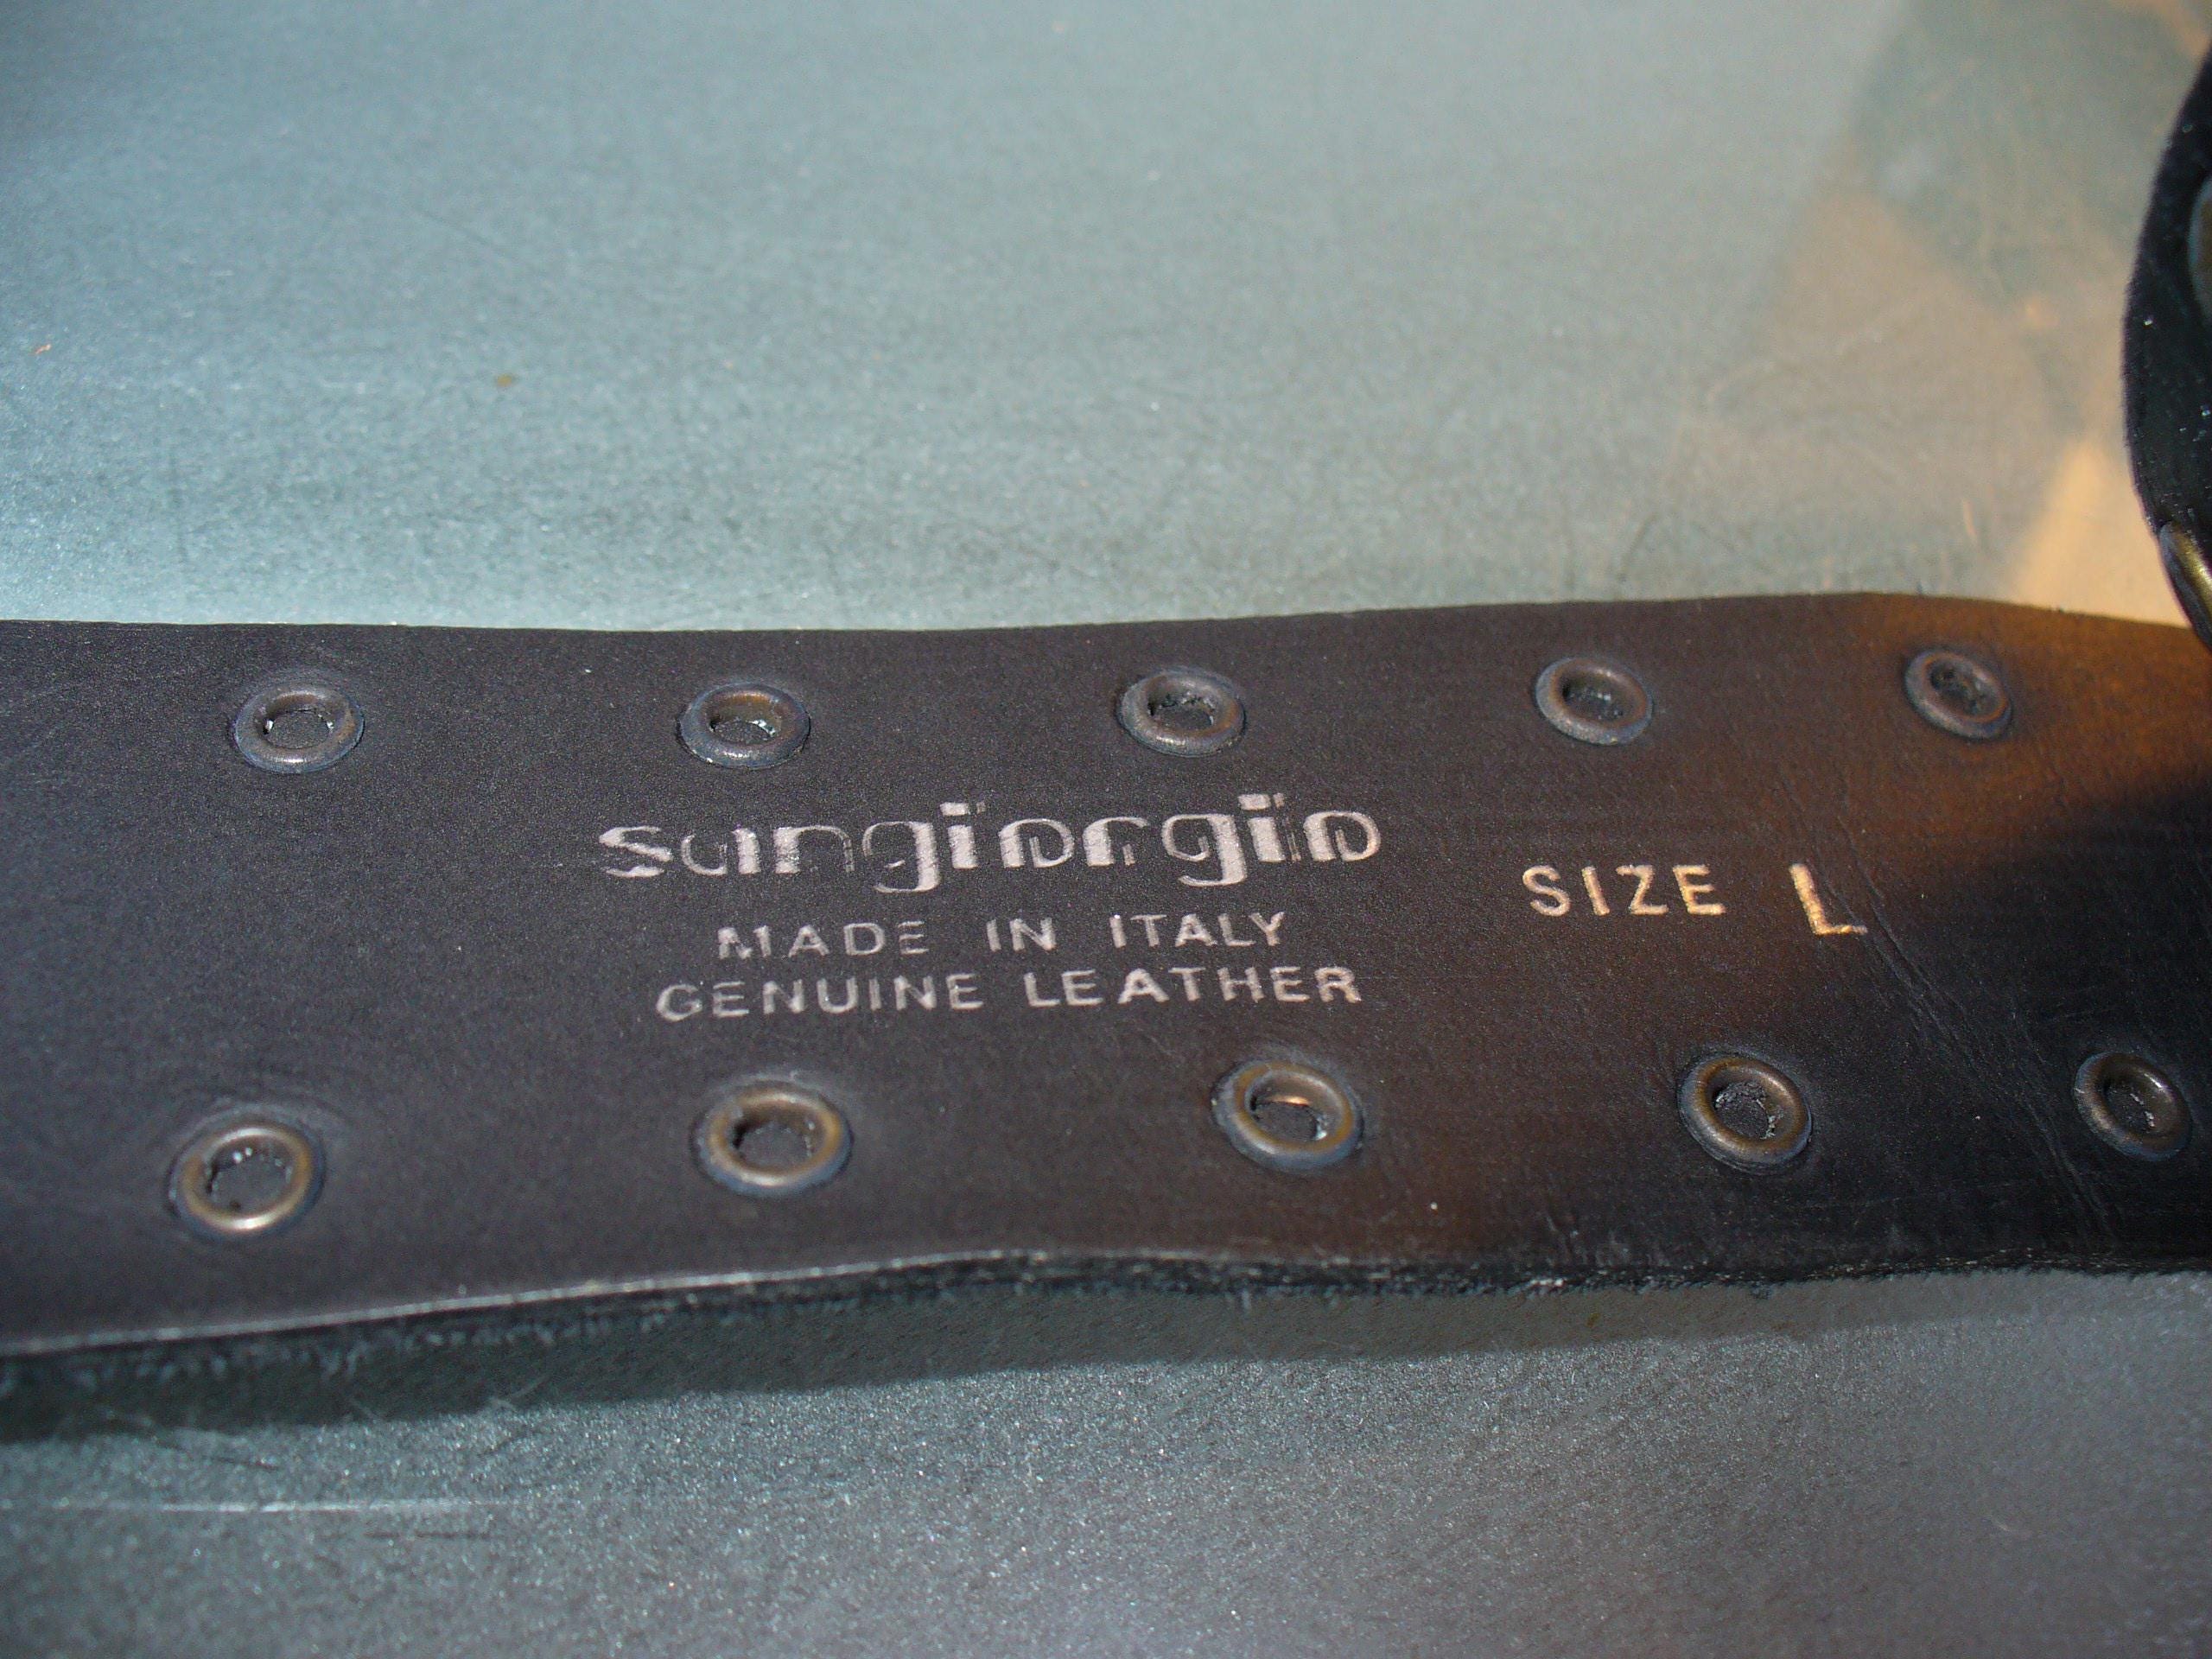 sangiorgio
MADE IN ITALY
GENUINE LEATHER
SIZE L